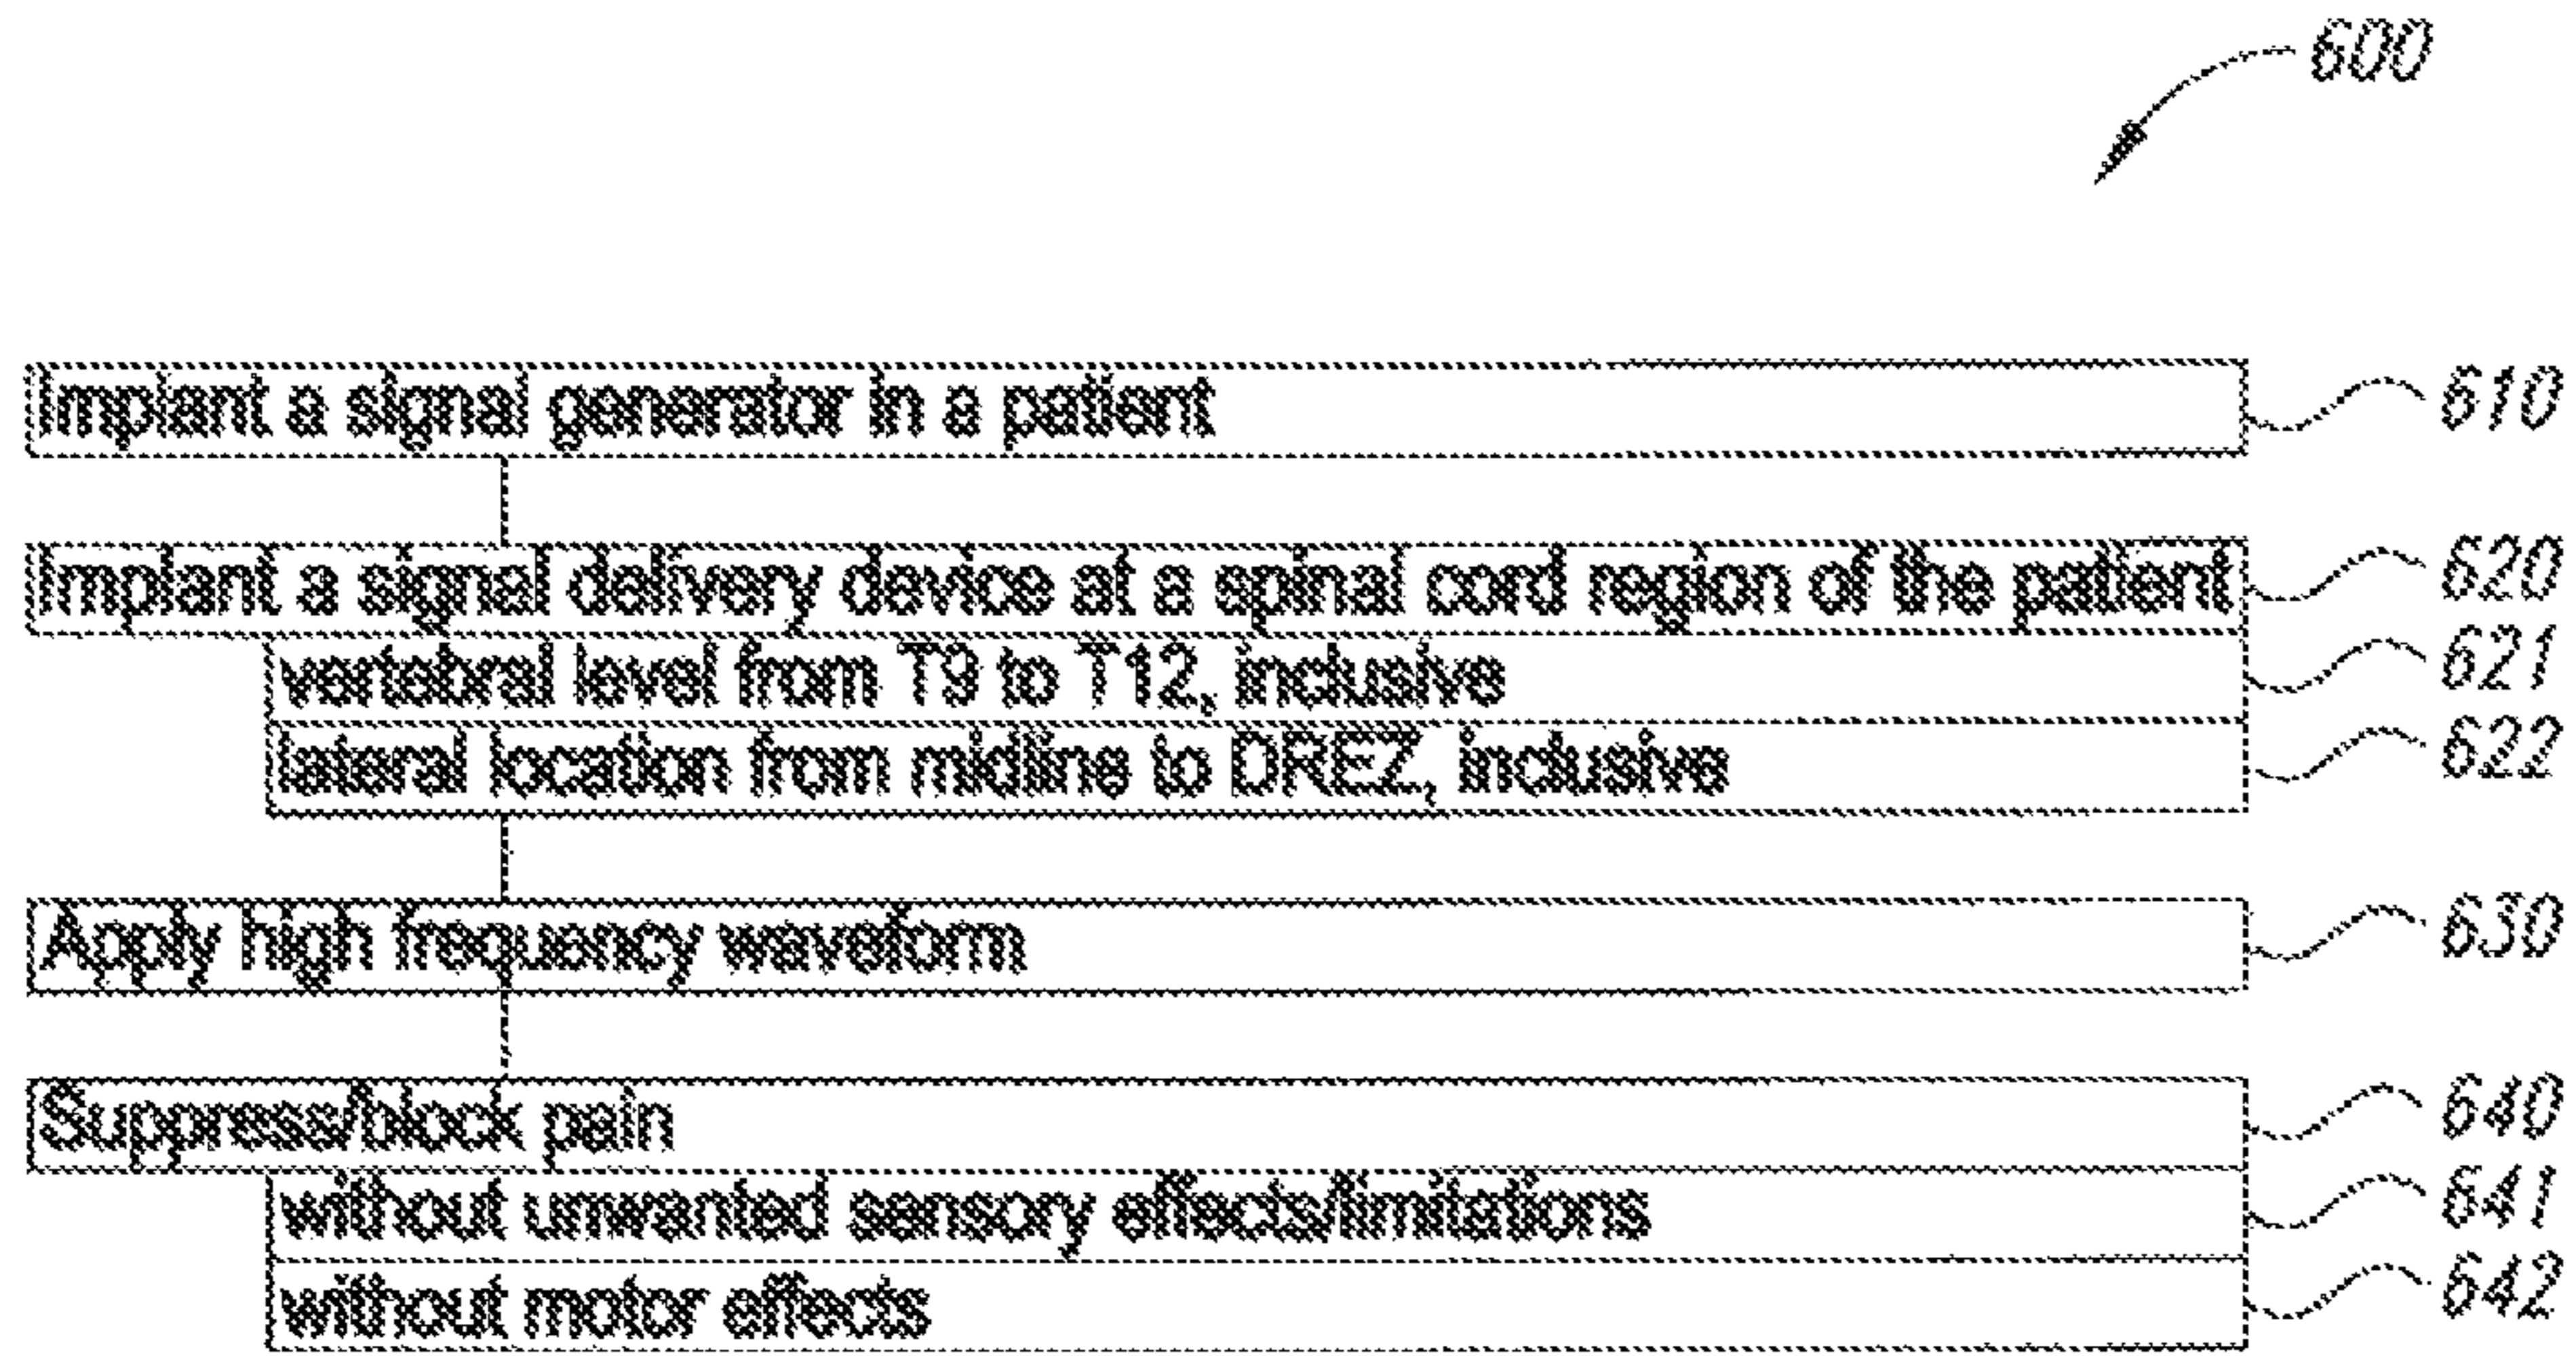 600
Implant a signal generator in a patient 610
Implant a signal delivery device at a spinal cord region of the patient 620
vertebral level from T9 to T12, inclusive 621
lateral location from midline to DREZ, inclusive 622
Apply high frequency waveform 630
Suppress/block pain 640
without unwanted sensory effects/limitations 641
without motor effects 642